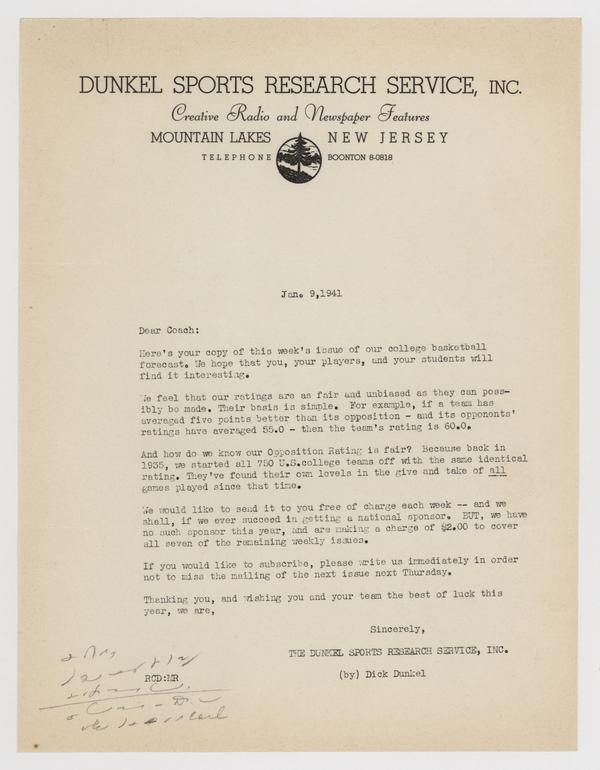 DUNKEL SPORTS RESEARCH SERVICE, INC.
Creative Radio and Newspaper Features
MOUNTAIN LAKES NEW JERSEY
TELEPHONE BOONTON 8-0818
Jan. 9,1941
Dear Coach:
Here's your copy of this week's issue of our college basketball
forecast. We hope that you, your players, and your students will
find it interesting.
We feel that our ratings are as fair and unbiased as they can poss-
ibly be made. Their basis is simple. For example, if a team has
averaged five points better than its opposition - and its opponents'
ratings have averaged 55.0 - then the team's rating is 60.0.
And how do we know our Opposition Rating is fair? Because back in
1935, we started all 750 U.S.college teams off with the same identical
rating. They've found their own levels in the give and take of all
games played since that time.
We would like to send it to you free of charge each week -- and we
shall, if we ever succeed in getting a national sponsor. BUT, we have
no such sponsor this year, and are making a charge of $2.00 to cover
all seven of the remaining weekly issues.
If you would like to subscribe, please write us immediately in order
not to miss the mailing of the next issue next Thursday.
Thanking you, and wishing you and your team the best of luck this
year, we are,
Sincerely,
THE DUNKEL SPORTS RESEARCH SERVICE, INC.
RCD:MR
(by) Dick Dunkel